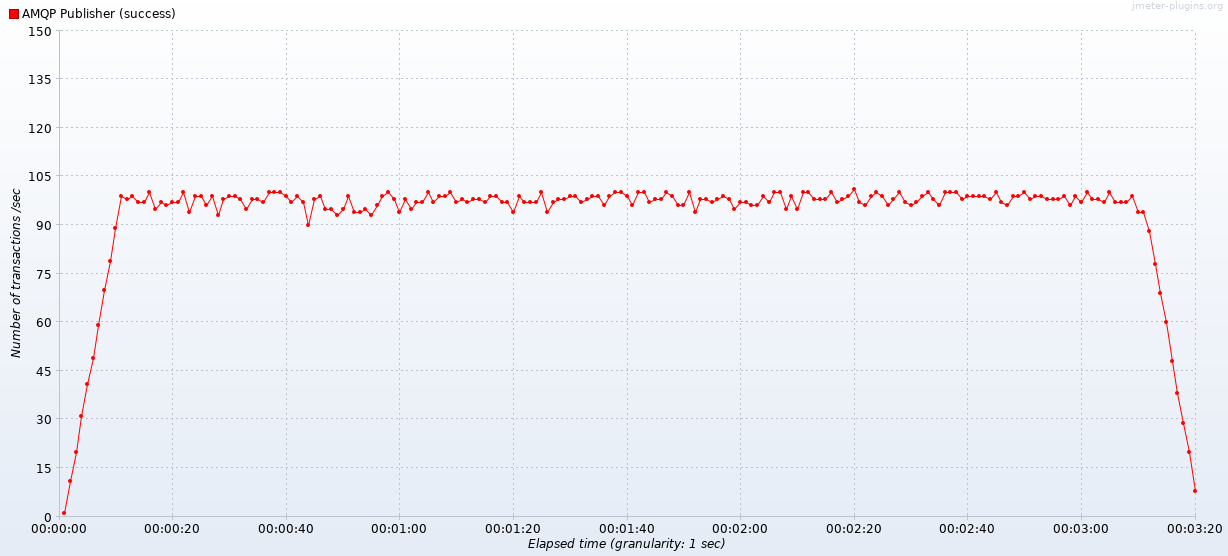 AMQP Publisher (success)
jmeter-plugins.org
150
135
120
105
90
75
60
45
30
15
0
Number of transactions /sec
00:00:00 00:00:20 00:00:40 00:01:00 00:01:20 00:01:40 00:02:00 00:02:20 00:02:40 00:03:00 00:03:20
Elapsed time (granularity: 1 sec)